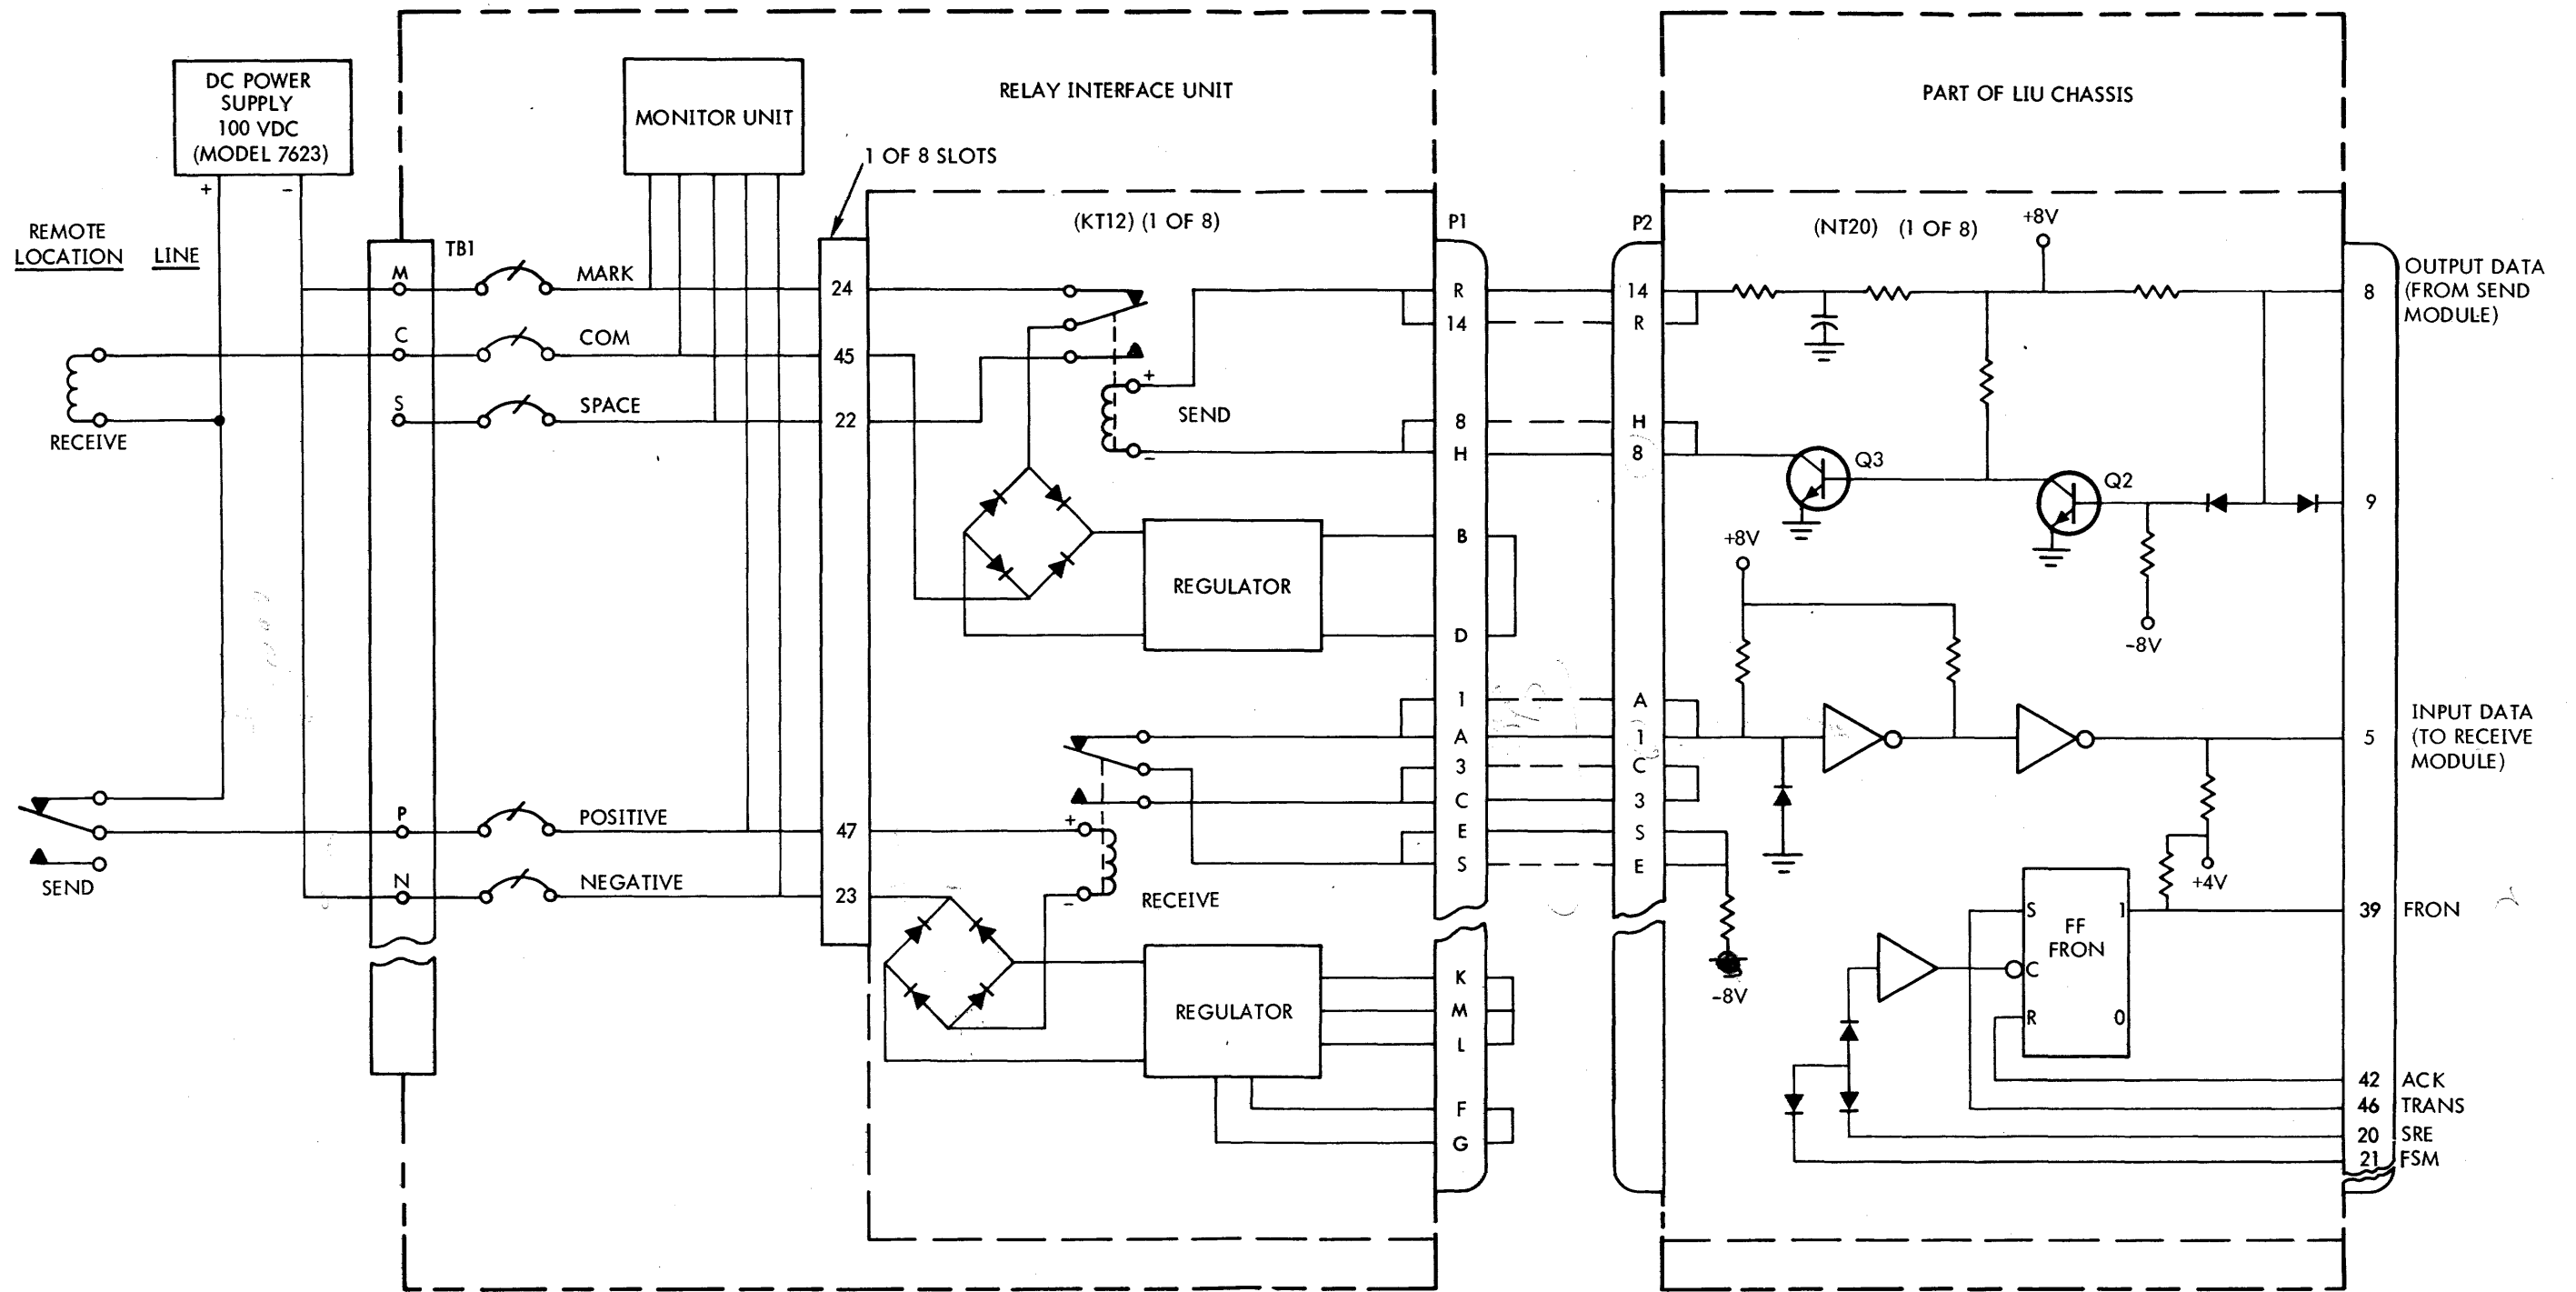 DC POWER
SUPPLY
100 VDC
(MODEL 7623)
+
−
MONITOR UNIT
RELAY INTERFACE UNIT
PART OF LIU CHASSIS
1 OF 8 SLOTS
REMOTE
LOCATION
LINE
TB1
(KT12) (1 OF 8)
P1
P2
(NT20) (1 OF 8)
+8V
M
MARK
24
R
14
8
OUTPUT DATA
(FROM SEND
MODULE)
14
R
C
COM
45
S
SPACE
22
RECEIVE
+
SEND
−
8
H
H
8
Q3
Q2
9
REGULATOR
B
D
+8V
-8V
1
A
A
1
3
C
C
3
E
S
S
E
5
INPUT DATA
(TO RECEIVE
MODULE)
SEND
P
POSITIVE
47
+
N
NEGATIVE
23
−
RECEIVE
+4V
-8V
REGULATOR
K
M
L
F
G
S
1
FF
FRON
C
R
0
39
FRON
42
ACK
46
TRANS
20
SRE
21
FSM